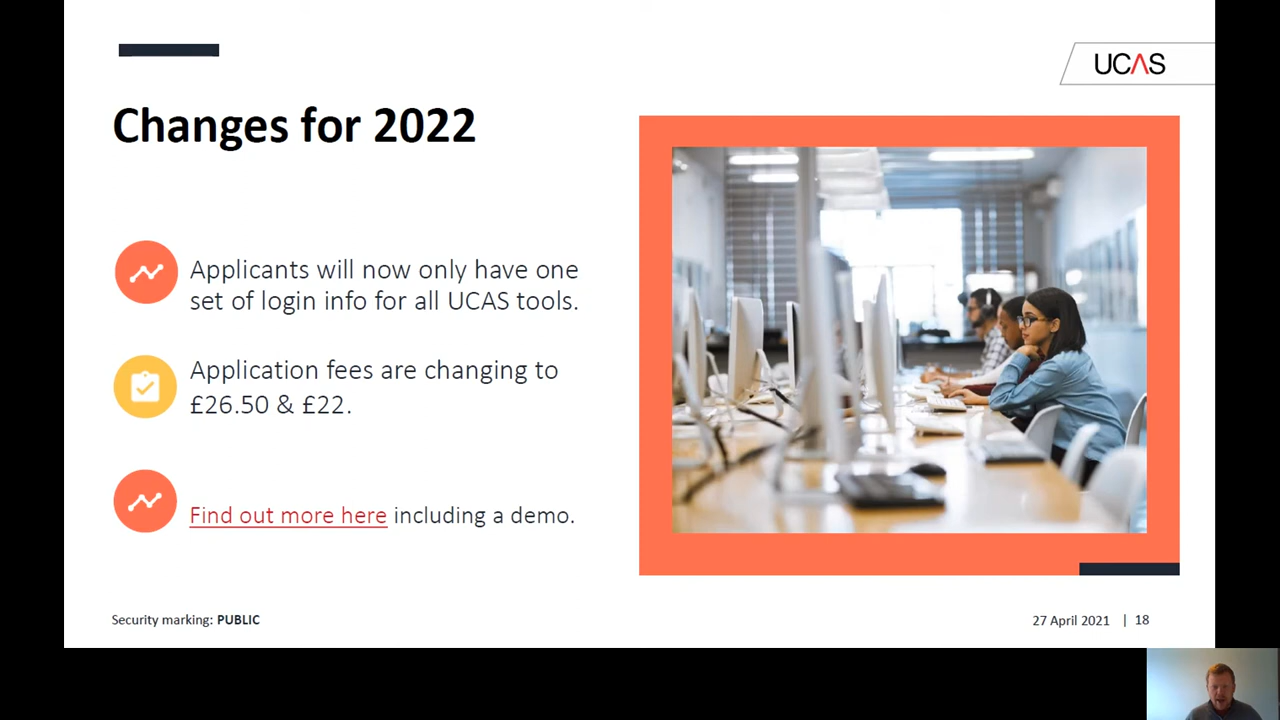 UCAS
Changes for 2022
Applicants will now only have one
set of login info for all UCAS tools.
Application fees are changing to
£26.50 & £22.
Find out more here including a demo.
Security marking: PUBLIC
27 April 2021 | 18